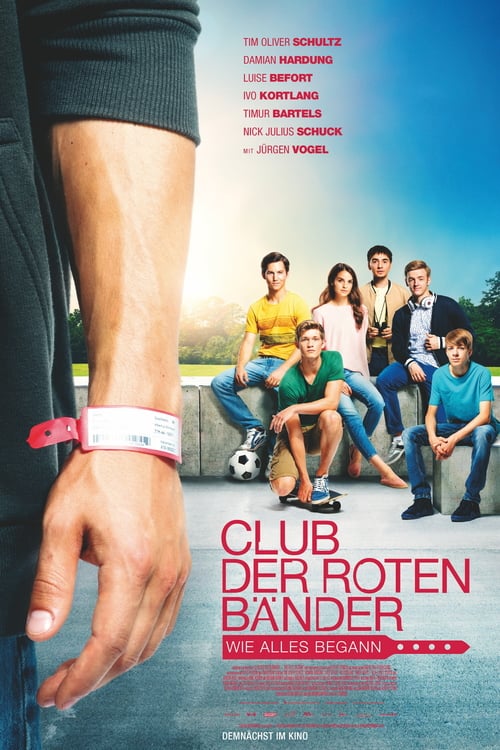 TIM OLIVER SCHULTZ
DAMIAN HARDUNG
LUISE BEFORT
IVO KORTLANG
TIMUR BARTELS
NICK JULIUS SCHUCK
MIT JÜRGEN VOGEL
CLUB
DER ROTEN
BÄNDER
WIE ALLES BEGANN
DEMNÄCHST IM KINO